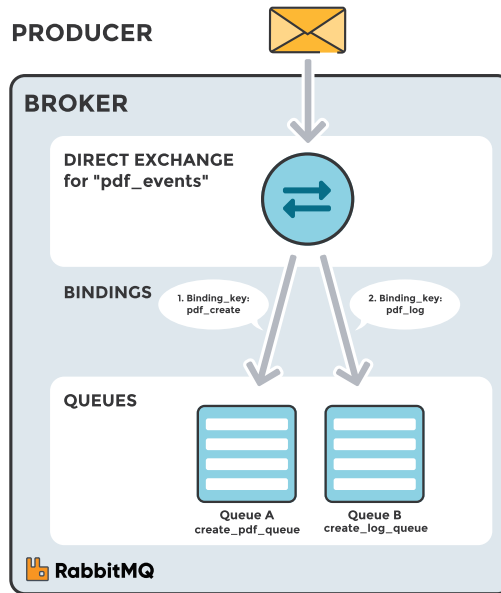 PRODUCER
BROKER
DIRECT EXCHANGE
for "pdf_events"
BINDINGS
1. Binding_key:
pdf_create
2. Binding_key:
pdf_log
QUEUES
Queue A
create_pdf_queue
Queue B
create_log_queue
RabbitMQ